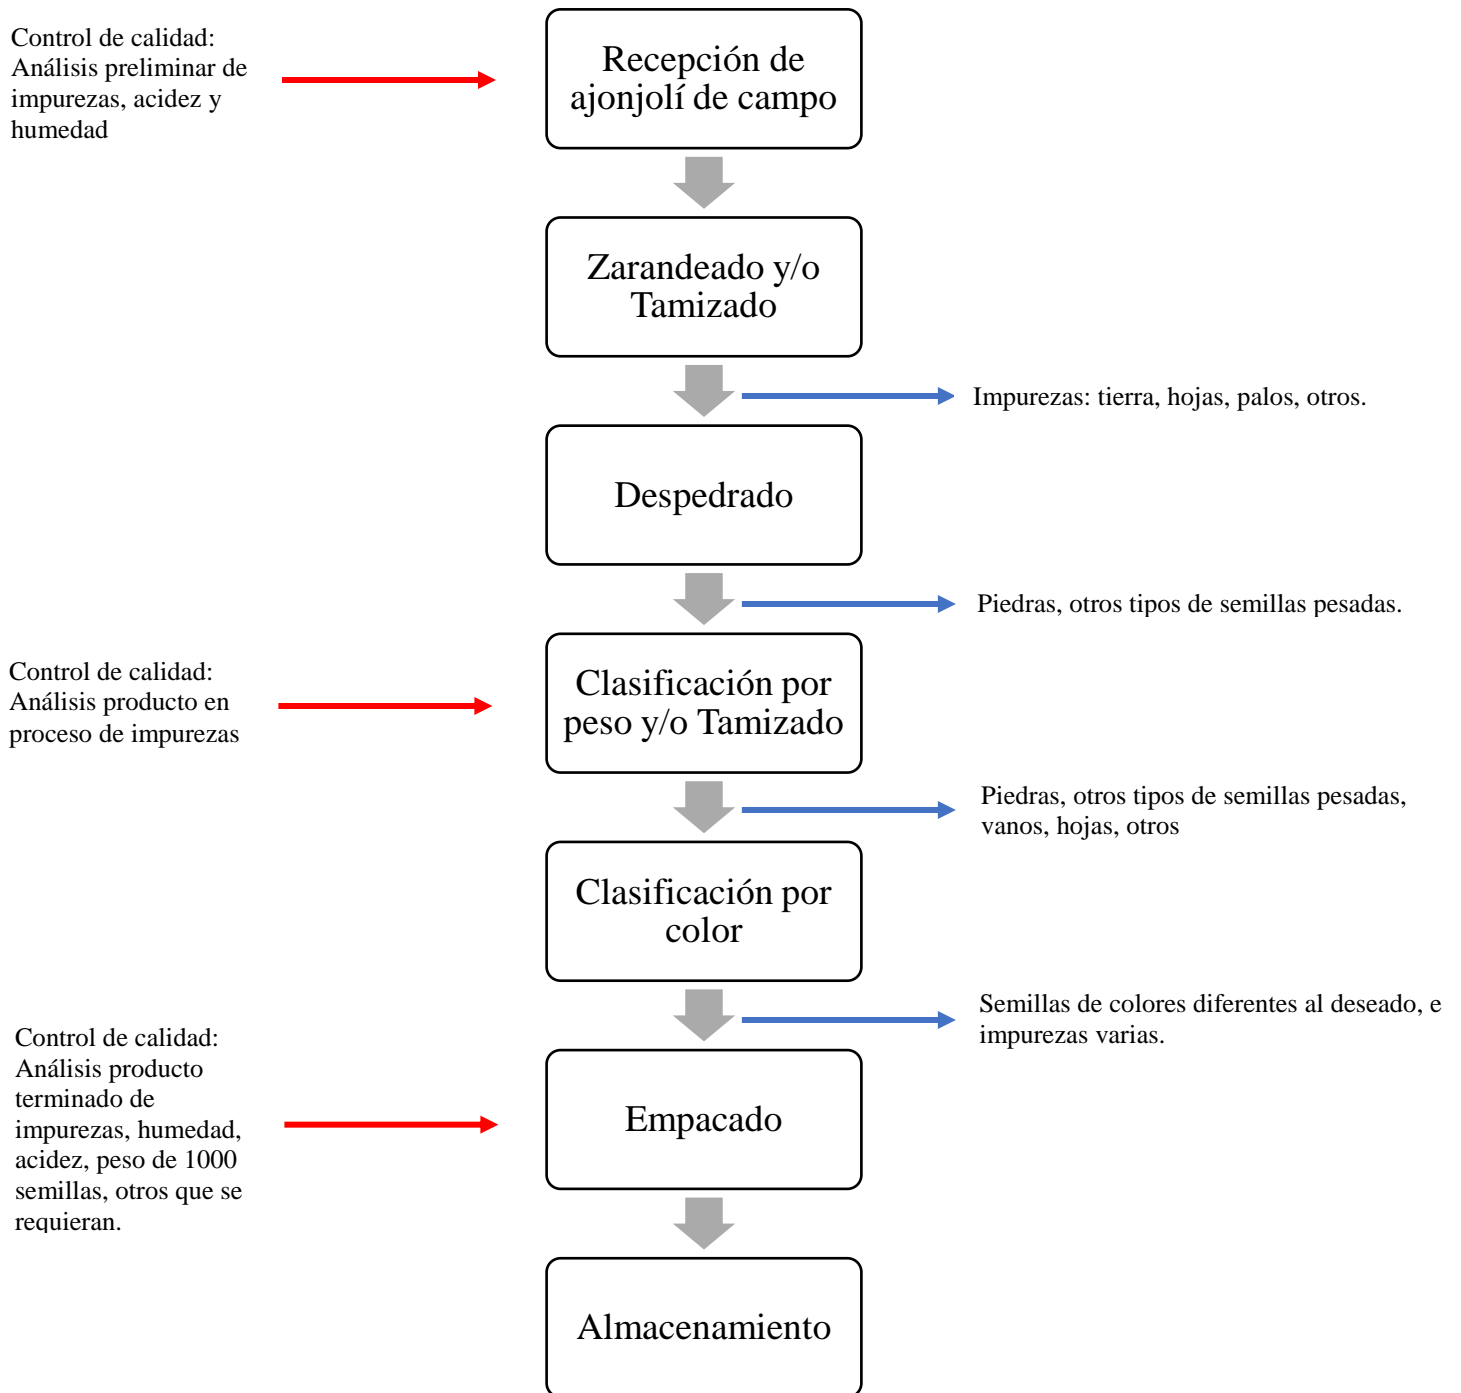 Control de calidad:
Análisis preliminar de
impurezas, acidez y
humedad
Recepción de
ajonjolí de campo
Zarandeado y/o
Tamizado
Impurezas: tierra, hojas, palos, otros.
Despedrado
Piedras, otros tipos de semillas pesadas.
Control de calidad:
Análisis producto en
proceso de impurezas
Clasificación por
peso y/o Tamizado
Piedras, otros tipos de semillas pesadas,
vanos, hojas, otros
Clasificación por
color
Semillas de colores diferentes al deseado, e
impurezas varias.
Control de calidad:
Análisis producto
terminado de
impurezas, humedad,
acidez, peso de 1000
semillas, otros que se
requieran.
Empacado
Almacenamiento